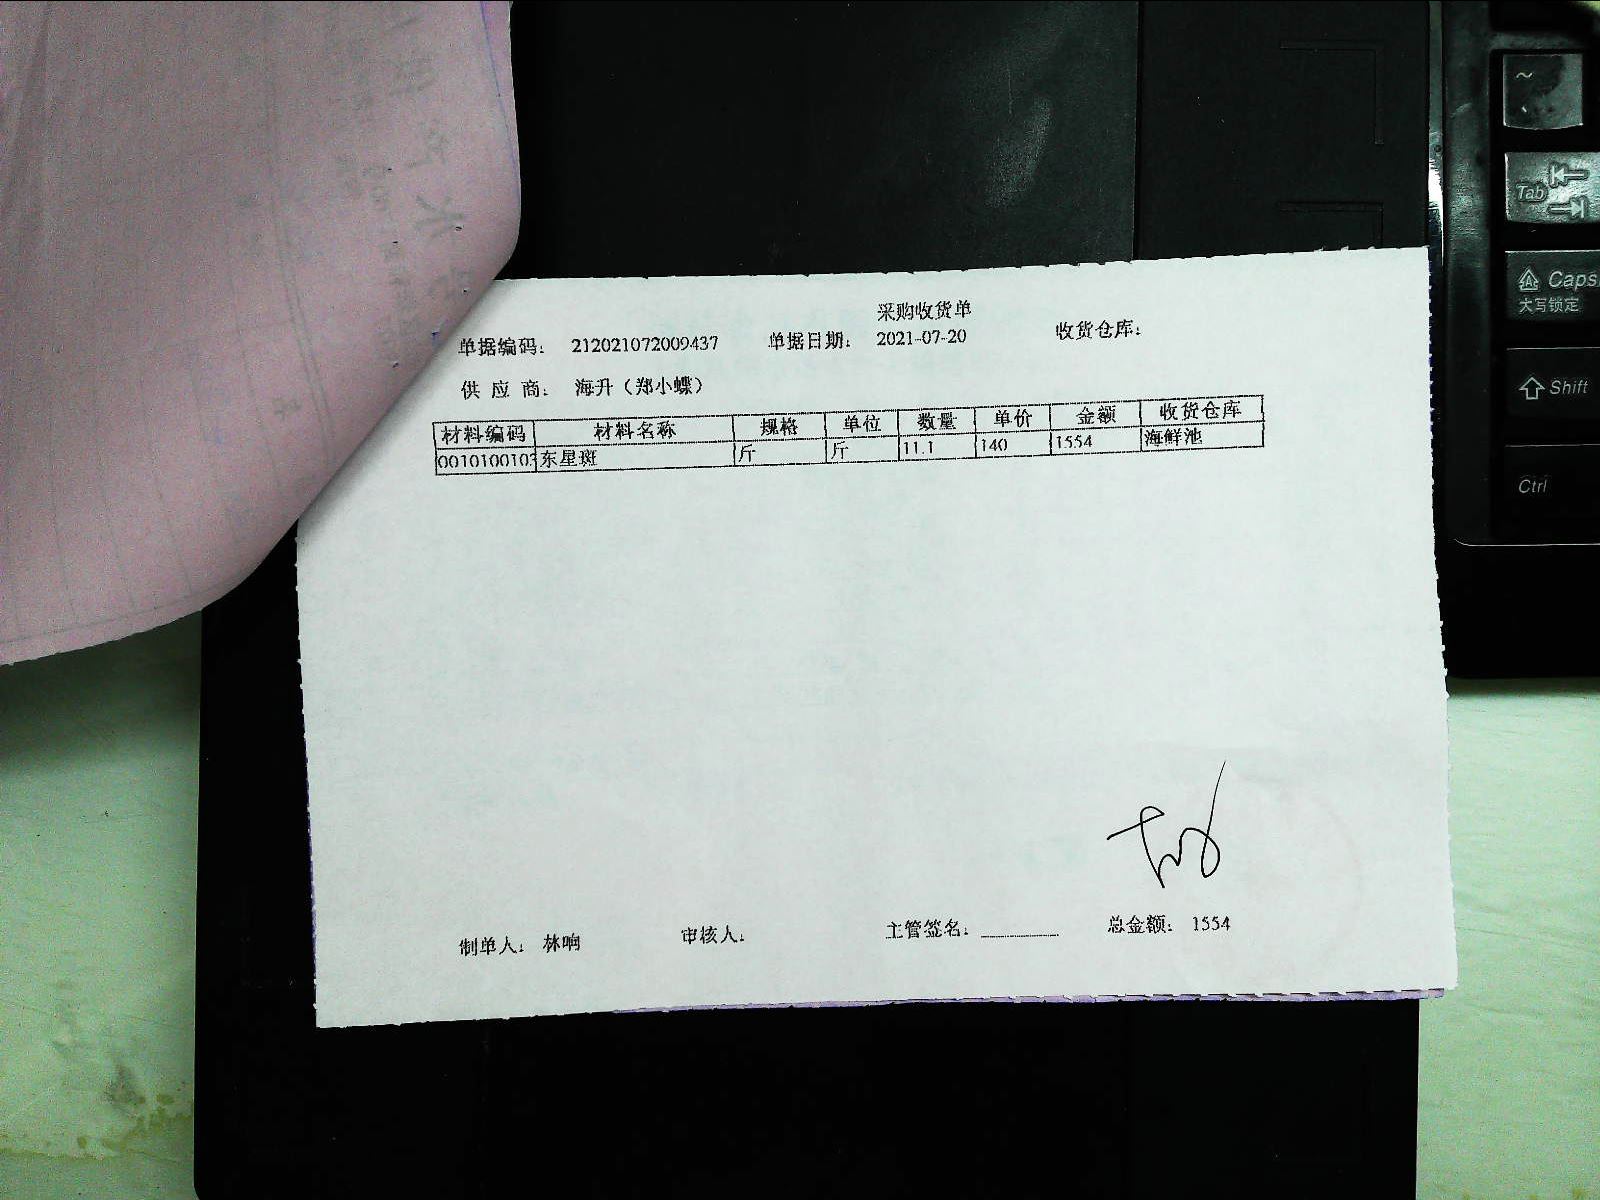 采购收货单
单据编码: 212021072009437 单据日期: 2021-07-20 收货仓库:
供 应 商: 海升（郑小蝶）
材料编码 材料名称 规格 单位 数量 单价 金额 收货仓库
0010100103 东星斑 斤 斤 11.1 140 1554 海鲜池
制单人: 林响 审核人: 主管签名: ________ 总金额: 1554
~
Tab
Caps
大写锁定
Shift
Ctrl